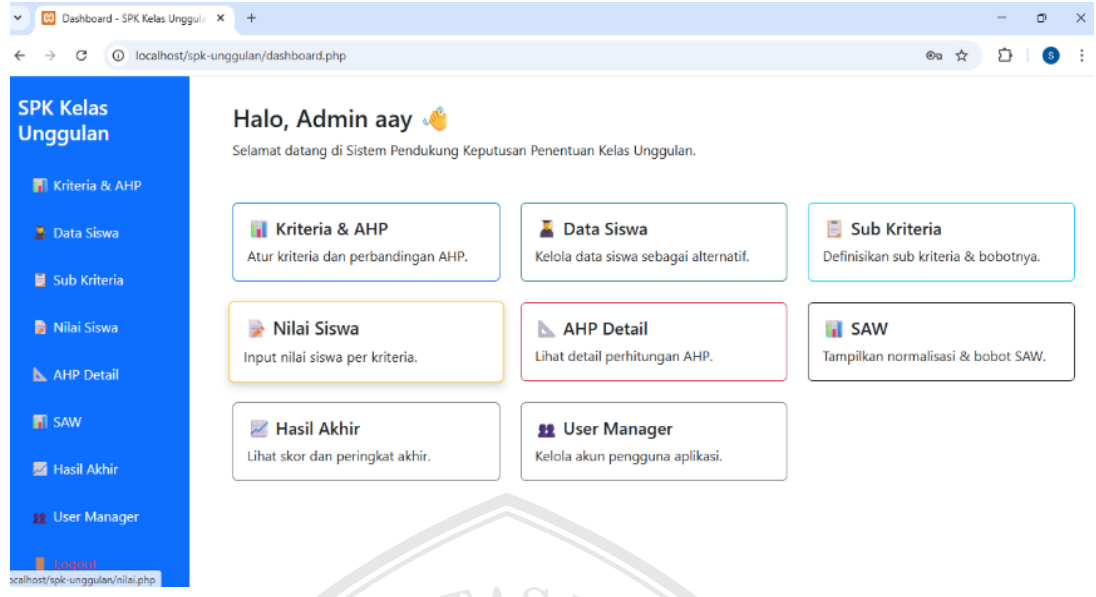 Dashboard - SPK Kelas Unggul
localhost/spk-unggulan/dashboard.php
S
SPK Kelas
Unggulan
Kriteria & AHP
Data Siswa
Sub Kriteria
Nilai Siswa
AHP Detail
SAW
Hasil Akhir
User Manager
Logout
Halo, Admin aay 👋
Selamat datang di Sistem Pendukung Keputusan Penentuan Kelas Unggulan.
Kriteria & AHP
Atur kriteria dan perbandingan AHP.
Data Siswa
Kelola data siswa sebagai alternatif.
Sub Kriteria
Definisikan sub kriteria & bobotnya.
Nilai Siswa
Input nilai siswa per kriteria.
AHP Detail
Lihat detail perhitungan AHP.
SAW
Tampilkan normalisasi & bobot SAW.
Hasil Akhir
Lihat skor dan peringkat akhir.
User Manager
Kelola akun pengguna aplikasi.
ocalhost/spk-unggulan/nilai.php